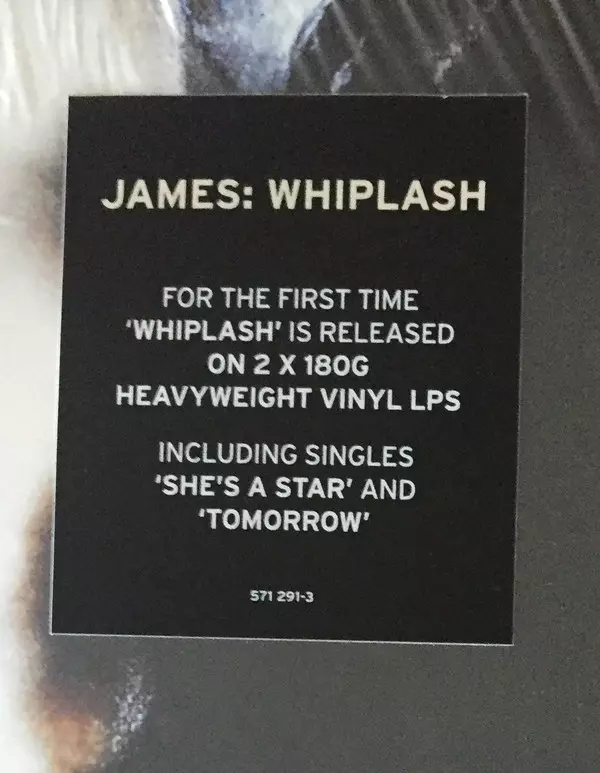 JAMES: WHIPLASH
FOR THE FIRST TIME
‘WHIPLASH’ IS RELEASED
ON 2 X 180G
HEAVYWEIGHT VINYL LPS
INCLUDING SINGLES
‘SHE’S A STAR’ AND
‘TOMORROW’
571 291-3